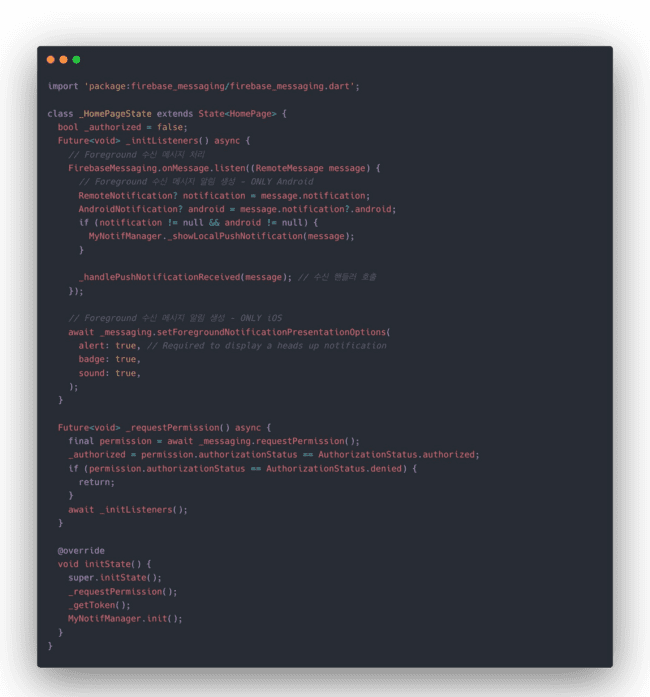 import 'package:firebase_messaging/firebase_messaging.dart';

class _HomePageState extends State<HomePage> {
  bool _authorized = false;
  Future<void> _initListeners() async {
    // Foreground 수신 메시지 처리
    FirebaseMessaging.onMessage.listen((RemoteMessage message) {
      // Foreground 수신 메시지 알림 생성 - ONLY Android
      RemoteNotification? notification = message.notification;
      AndroidNotification? android = message.notification?.android;
      if (notification != null && android != null) {
        MyNotifManager._showLocalPushNotification(message);
      }

      _handlePushNotificationReceived(message); // 수신 핸들러 호출
    });

    // Foreground 수신 메시지 알림 생성 - ONLY iOS
    await _messaging.setForegroundNotificationPresentationOptions(
      alert: true, // Required to display a heads up notification
      badge: true,
      sound: true,
    );
  }

  Future<void> _requestPermission() async {
    final permission = await _messaging.requestPermission();
    _authorized = permission.authorizationStatus == AuthorizationStatus.authorized;
    if (permission.authorizationStatus == AuthorizationStatus.denied) {
      return;
    }
    await _initListeners();
  }

  @override
  void initState() {
    super.initState();
    _requestPermission();
    _getToken();
    MyNotifManager.init();
  }
}